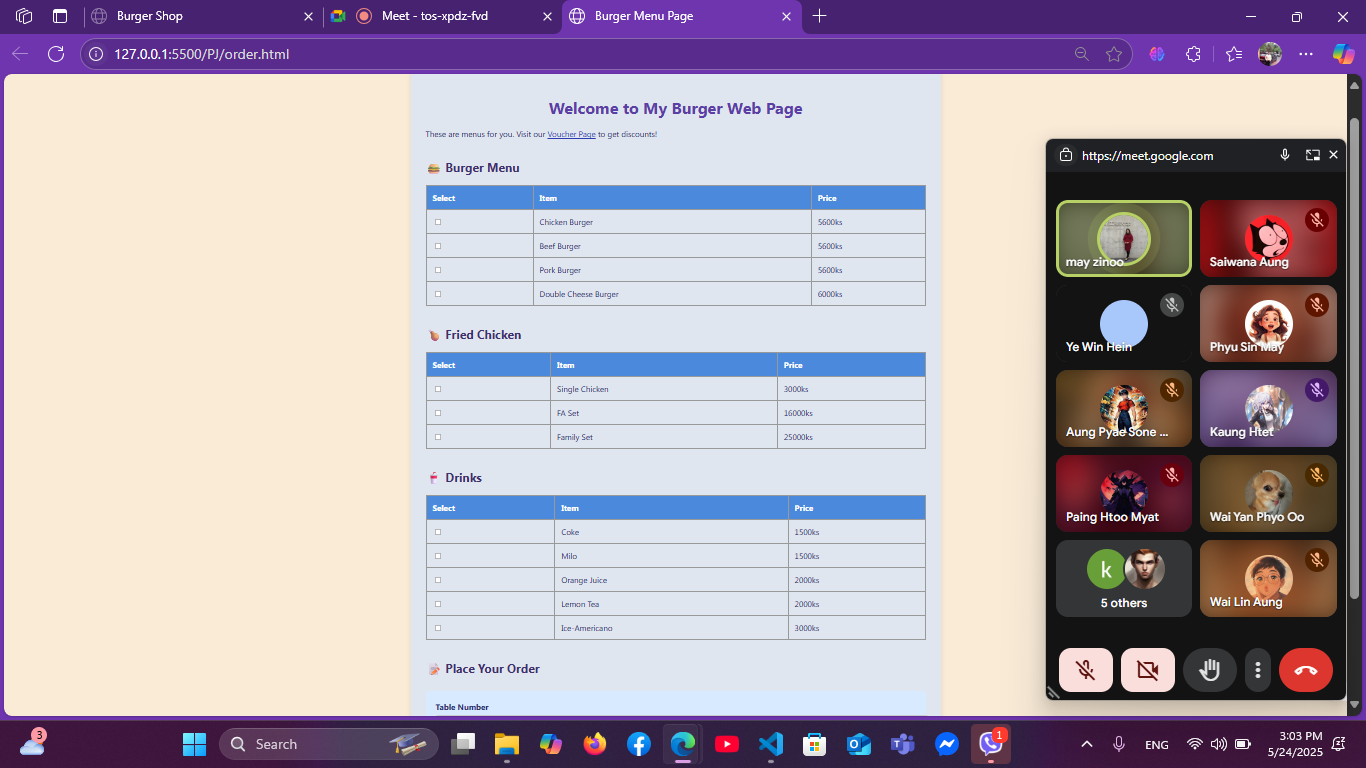 Burger Shop
Meet - tos-xpdz-fvd
Burger Menu Page
127.0.0.1:5500/PJ/order.html
Welcome to My Burger Web Page
These are menus for you. Visit our Voucher Page to get discounts!
Burger Menu
Select Item Price
Chicken Burger 5600ks
Beef Burger 5600ks
Pork Burger 5600ks
Double Cheese Burger 6000ks
Fried Chicken
Select Item Price
Single Chicken 3000ks
FA Set 16000ks
Family Set 25000ks
Drinks
Select Item Price
Coke 1500ks
Milo 1500ks
Orange Juice 2000ks
Lemon Tea 2000ks
Ice-Americano 3000ks
Place Your Order
Table Number
https://meet.google.com
may zinoo
Saiwana Aung
Ye Win Hein
Phyu Sin May
Aung Pyae Sone ...
Kaung Htet
Paing Htoo Myat
Wai Yan Phyo Oo
k
5 others
Wai Lin Aung
3
Search
1
ENG
3:03 PM
5/24/2025